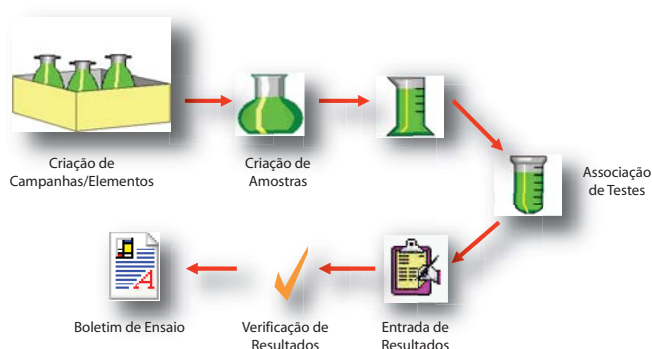 Criação de
Campanhas/Elementos
Criação de
Amostras
Associação
de Testes
Boletim de Ensaio
Verificação de
Resultados
Entrada de
Resultados